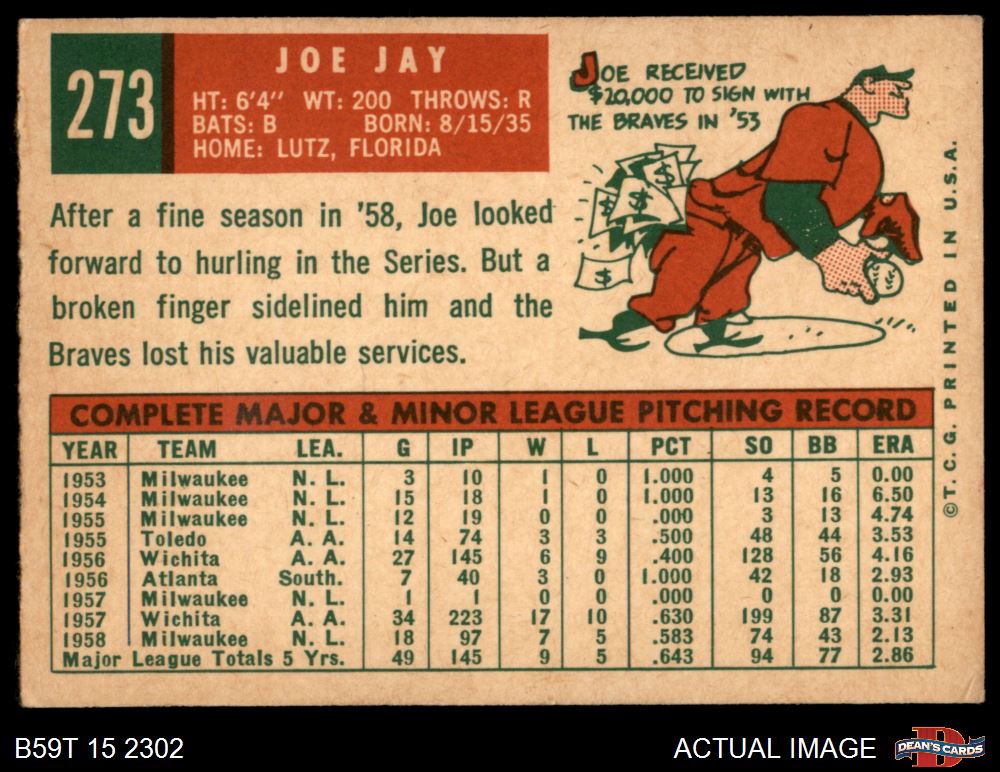 273
JOE JAY
HT: 6'4" WT: 200 THROWS: R
BATS: B BORN: 8/15/35
HOME: LUTZ, FLORIDA
JOE RECEIVED
$20,000 TO SIGN WITH
THE BRAVES IN '53
$
$
$
$
After a fine season in '58, Joe looked
forward to hurling in the Series. But a
broken finger sidelined him and the
Braves lost his valuable services.
COMPLETE MAJOR & MINOR LEAGUE PITCHING RECORD
YEAR TEAM LEA. G IP W L PCT SO BB ERA
1953 Milwaukee N. L. 3 10 1 0 1.000 4 5 0.00
1954 Milwaukee N. L. 15 18 1 0 1.000 13 16 6.50
1955 Milwaukee N. L. 12 19 0 0 .000 3 13 4.74
1955 Toledo A. A. 14 74 3 3 .500 48 44 3.53
1956 Wichita A. A. 27 145 6 9 .400 128 56 4.16
1956 Atlanta South. 7 40 3 0 1.000 42 18 2.93
1957 Milwaukee N. L. 1 1 0 0 .000 0 0 0.00
1957 Wichita A. A. 34 223 17 10 .630 199 87 3.31
1958 Milwaukee N. L. 18 97 7 5 .583 74 43 2.13
Major League Totals 5 Yrs. 49 145 9 5 .643 94 77 2.86
©T. C. G. PRINTED IN U.S.A.
B59T 15 2302
ACTUAL IMAGE
DEAN'S CARDS